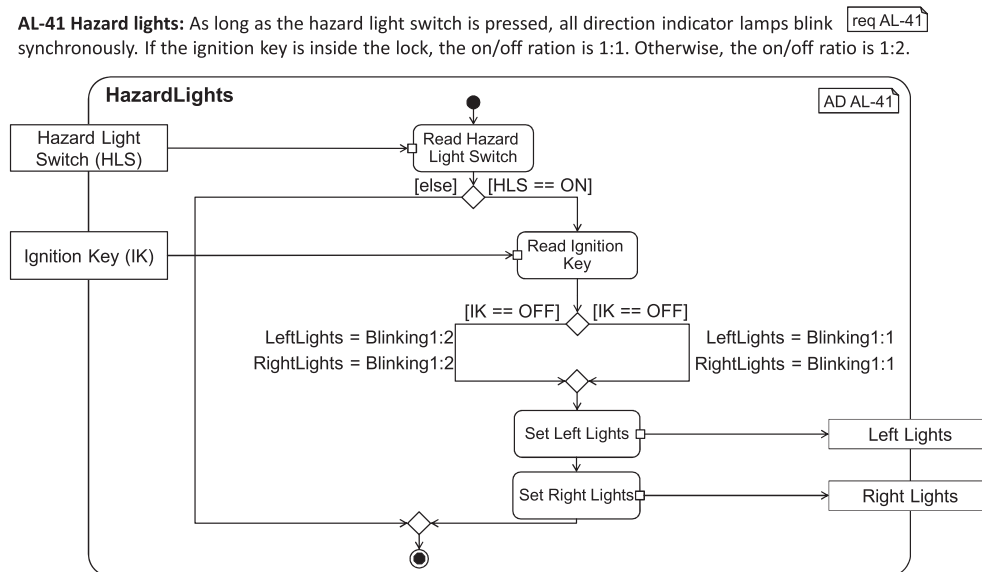 AL-41 Hazard lights: As long as the hazard light switch is pressed, all direction indicator lamps blink
req AL-41
synchronously. If the ignition key is inside the lock, the on/off ration is 1:1. Otherwise, the on/off ratio is 1:2.
HazardLights
AD AL-41
Hazard Light
Switch (HLS)
Read Hazard
Light Switch
[else]
[HLS == ON]
Ignition Key (IK)
Read Ignition
Key
[IK == OFF]
[IK == OFF]
LeftLights = Blinking1:2
RightLights = Blinking1:2
LeftLights = Blinking1:1
RightLights = Blinking1:1
Set Left Lights
Left Lights
Set Right Lights
Right Lights